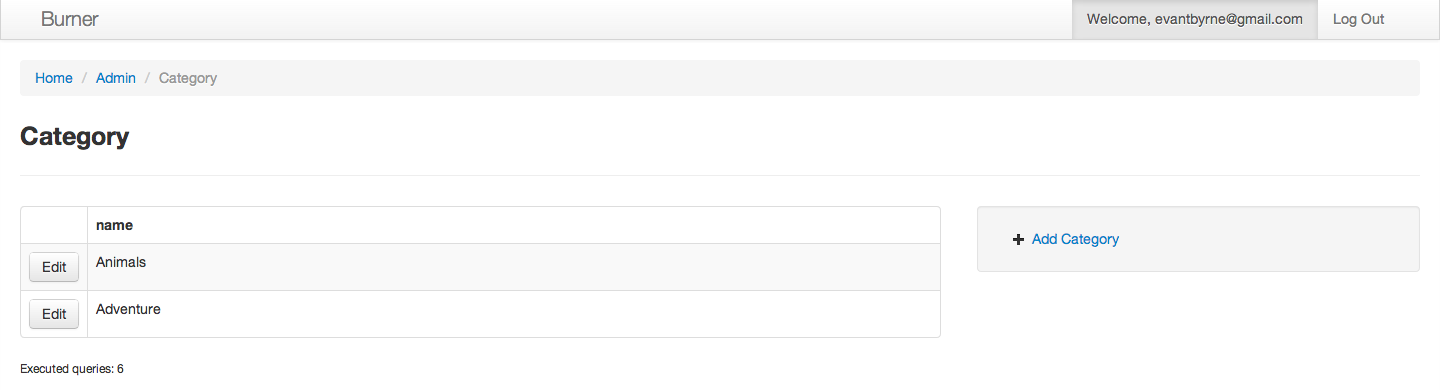 Burner
Welcome, evantbyrne@gmail.com
Log Out
Home / Admin / Category
Category
name
Edit Animals
Edit Adventure
Add Category
Executed queries: 6